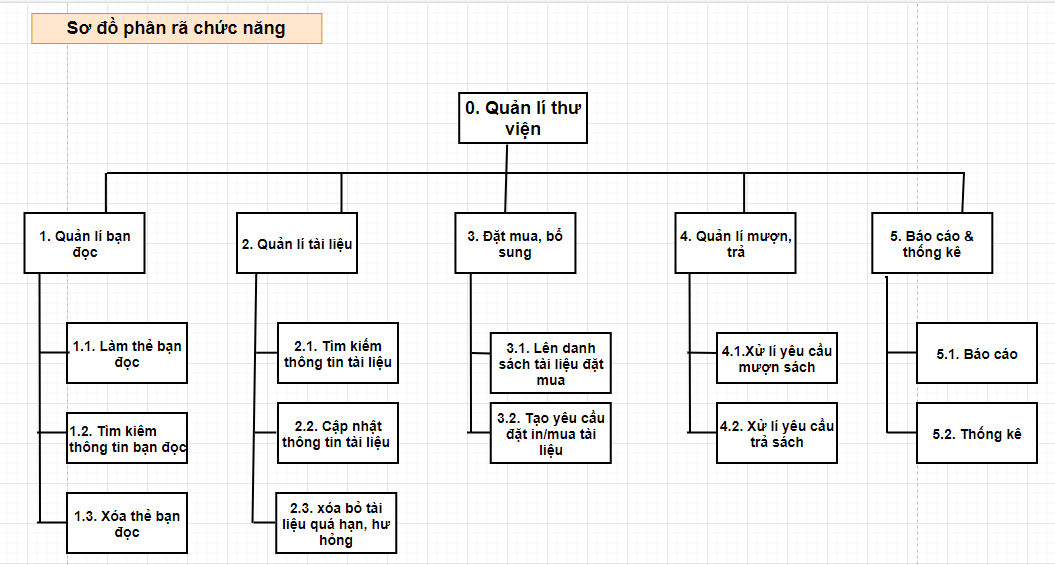 Sơ đồ phân rã chức năng
0. Quản lí thư
viện
1. Quản lí bạn
đọc
2. Quản lí tài liệu
3. Đặt mua, bổ
sung
4. Quản lí mượn,
trả
5. Báo cáo &
thống kê
1.1. Làm thẻ bạn
đọc
1.2. Tìm kiêm
thông tin bạn đọc
1.3. Xóa thẻ bạn
đọc
2.1. Tìm kiếm
thông tin tài liệu
2.2. Cập nhật
thông tin tài liệu
2.3. xóa bỏ tài
liệu quá hạn, hư
hỏng
3.1. Lên danh
sách tài liệu đặt
mua
3.2. Tạo yêu cầu
đặt in/mua tài
liệu
4.1.Xử lí yêu cầu
mượn sách
4.2. Xử lí yêu cầu
trả sách
5.1. Báo cáo
5.2. Thống kê